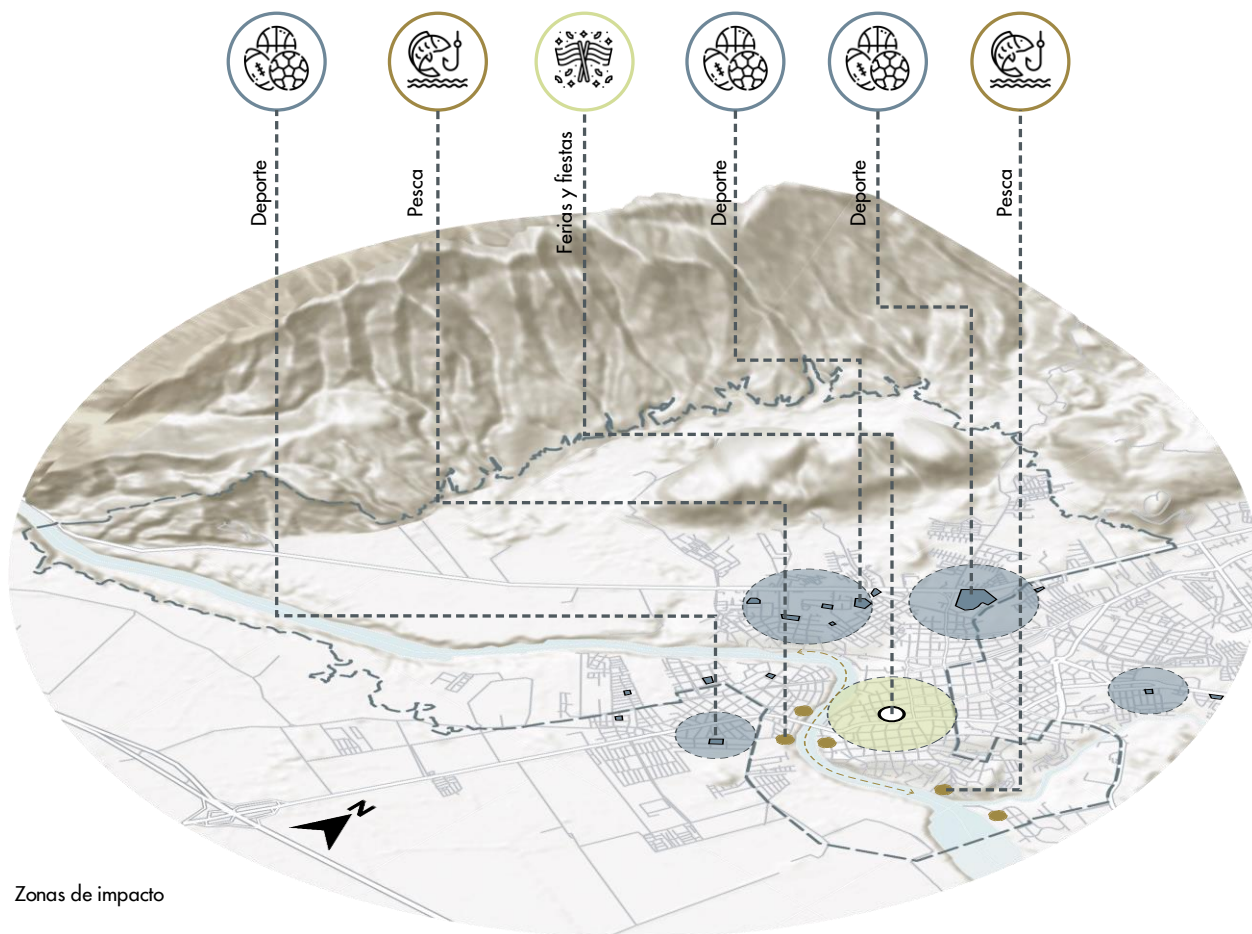 Deporte
Pesca
Ferias y fiestas
Deporte
Deporte
Pesca
N
Zonas de impacto